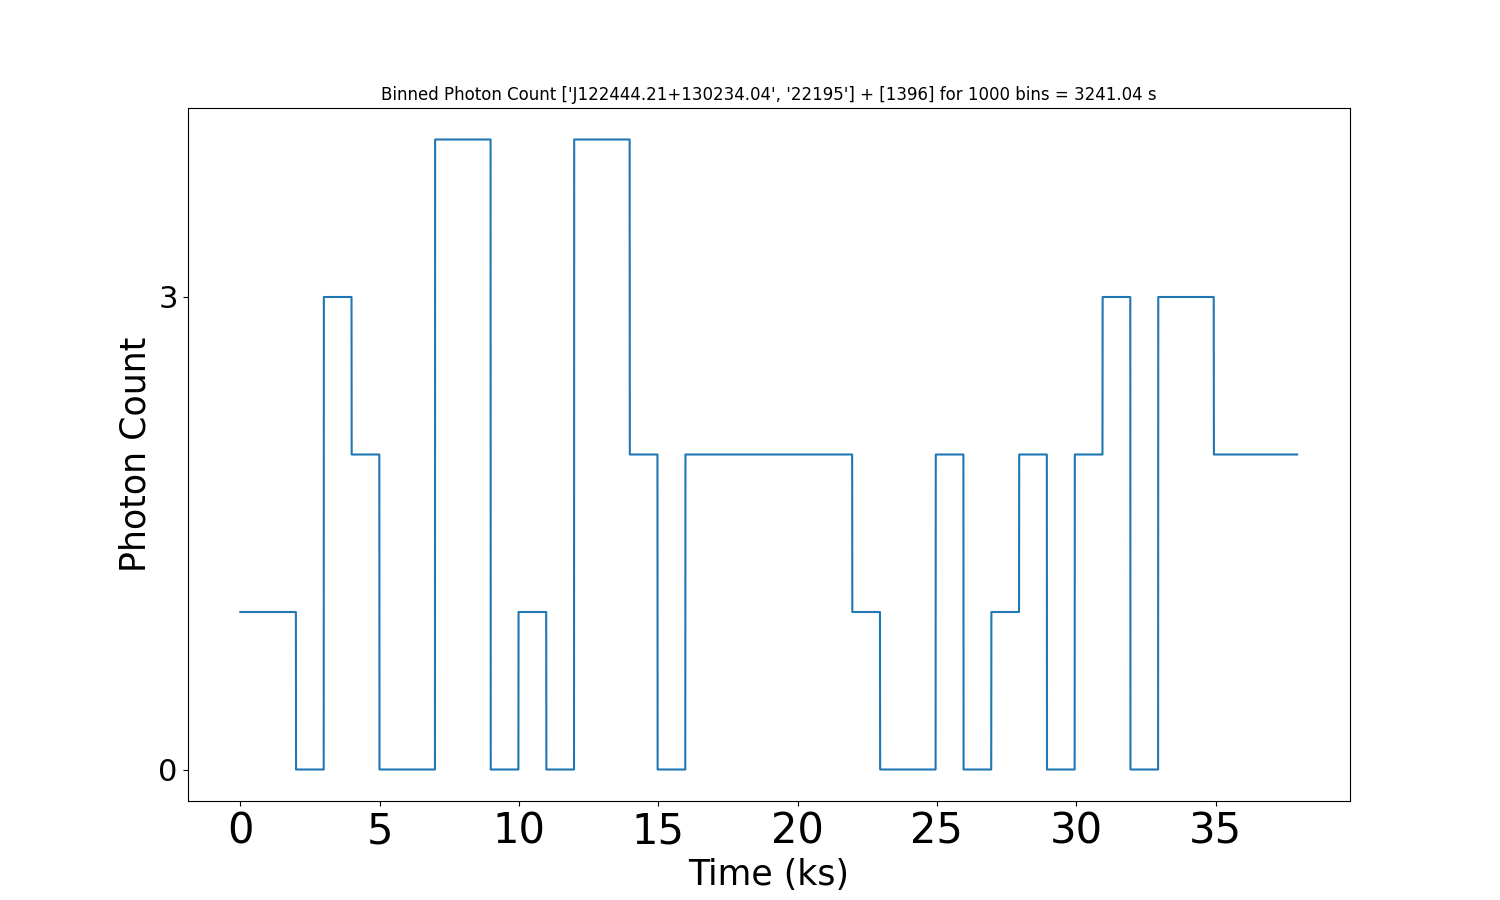 Binned Photon Count ['J122444.21+130234.04', '22195'] + [1396] for 1000 bins = 3241.04 s
Photon Count
3
0
0 5 10 15 20 25 30 35
Time (ks)